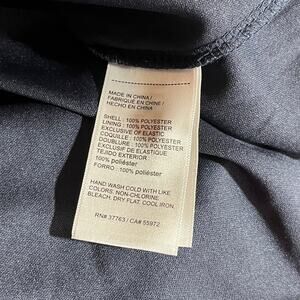 MADE IN CHINA /
FABRIQUÉ EN CHINE /
HECHO EN CHINA
SHELL : 100% POLYESTER
LINING : 100% POLYESTER
EXCLUSIVE OF ELASTIC
COQUILLE : 100% POLYESTER
DOUBLURE : 100% POLYESTER
EXCLUSIF DE ELASTIQUE
TEJIDO EXTERIOR
100% poliéster
FORRO : 100% poliéster
HAND WASH COLD WITH LIKE
COLORS. NON-CHLORINE
BLEACH. DRY FLAT. COOL IRON.
RN# 37763 / CA# 55972